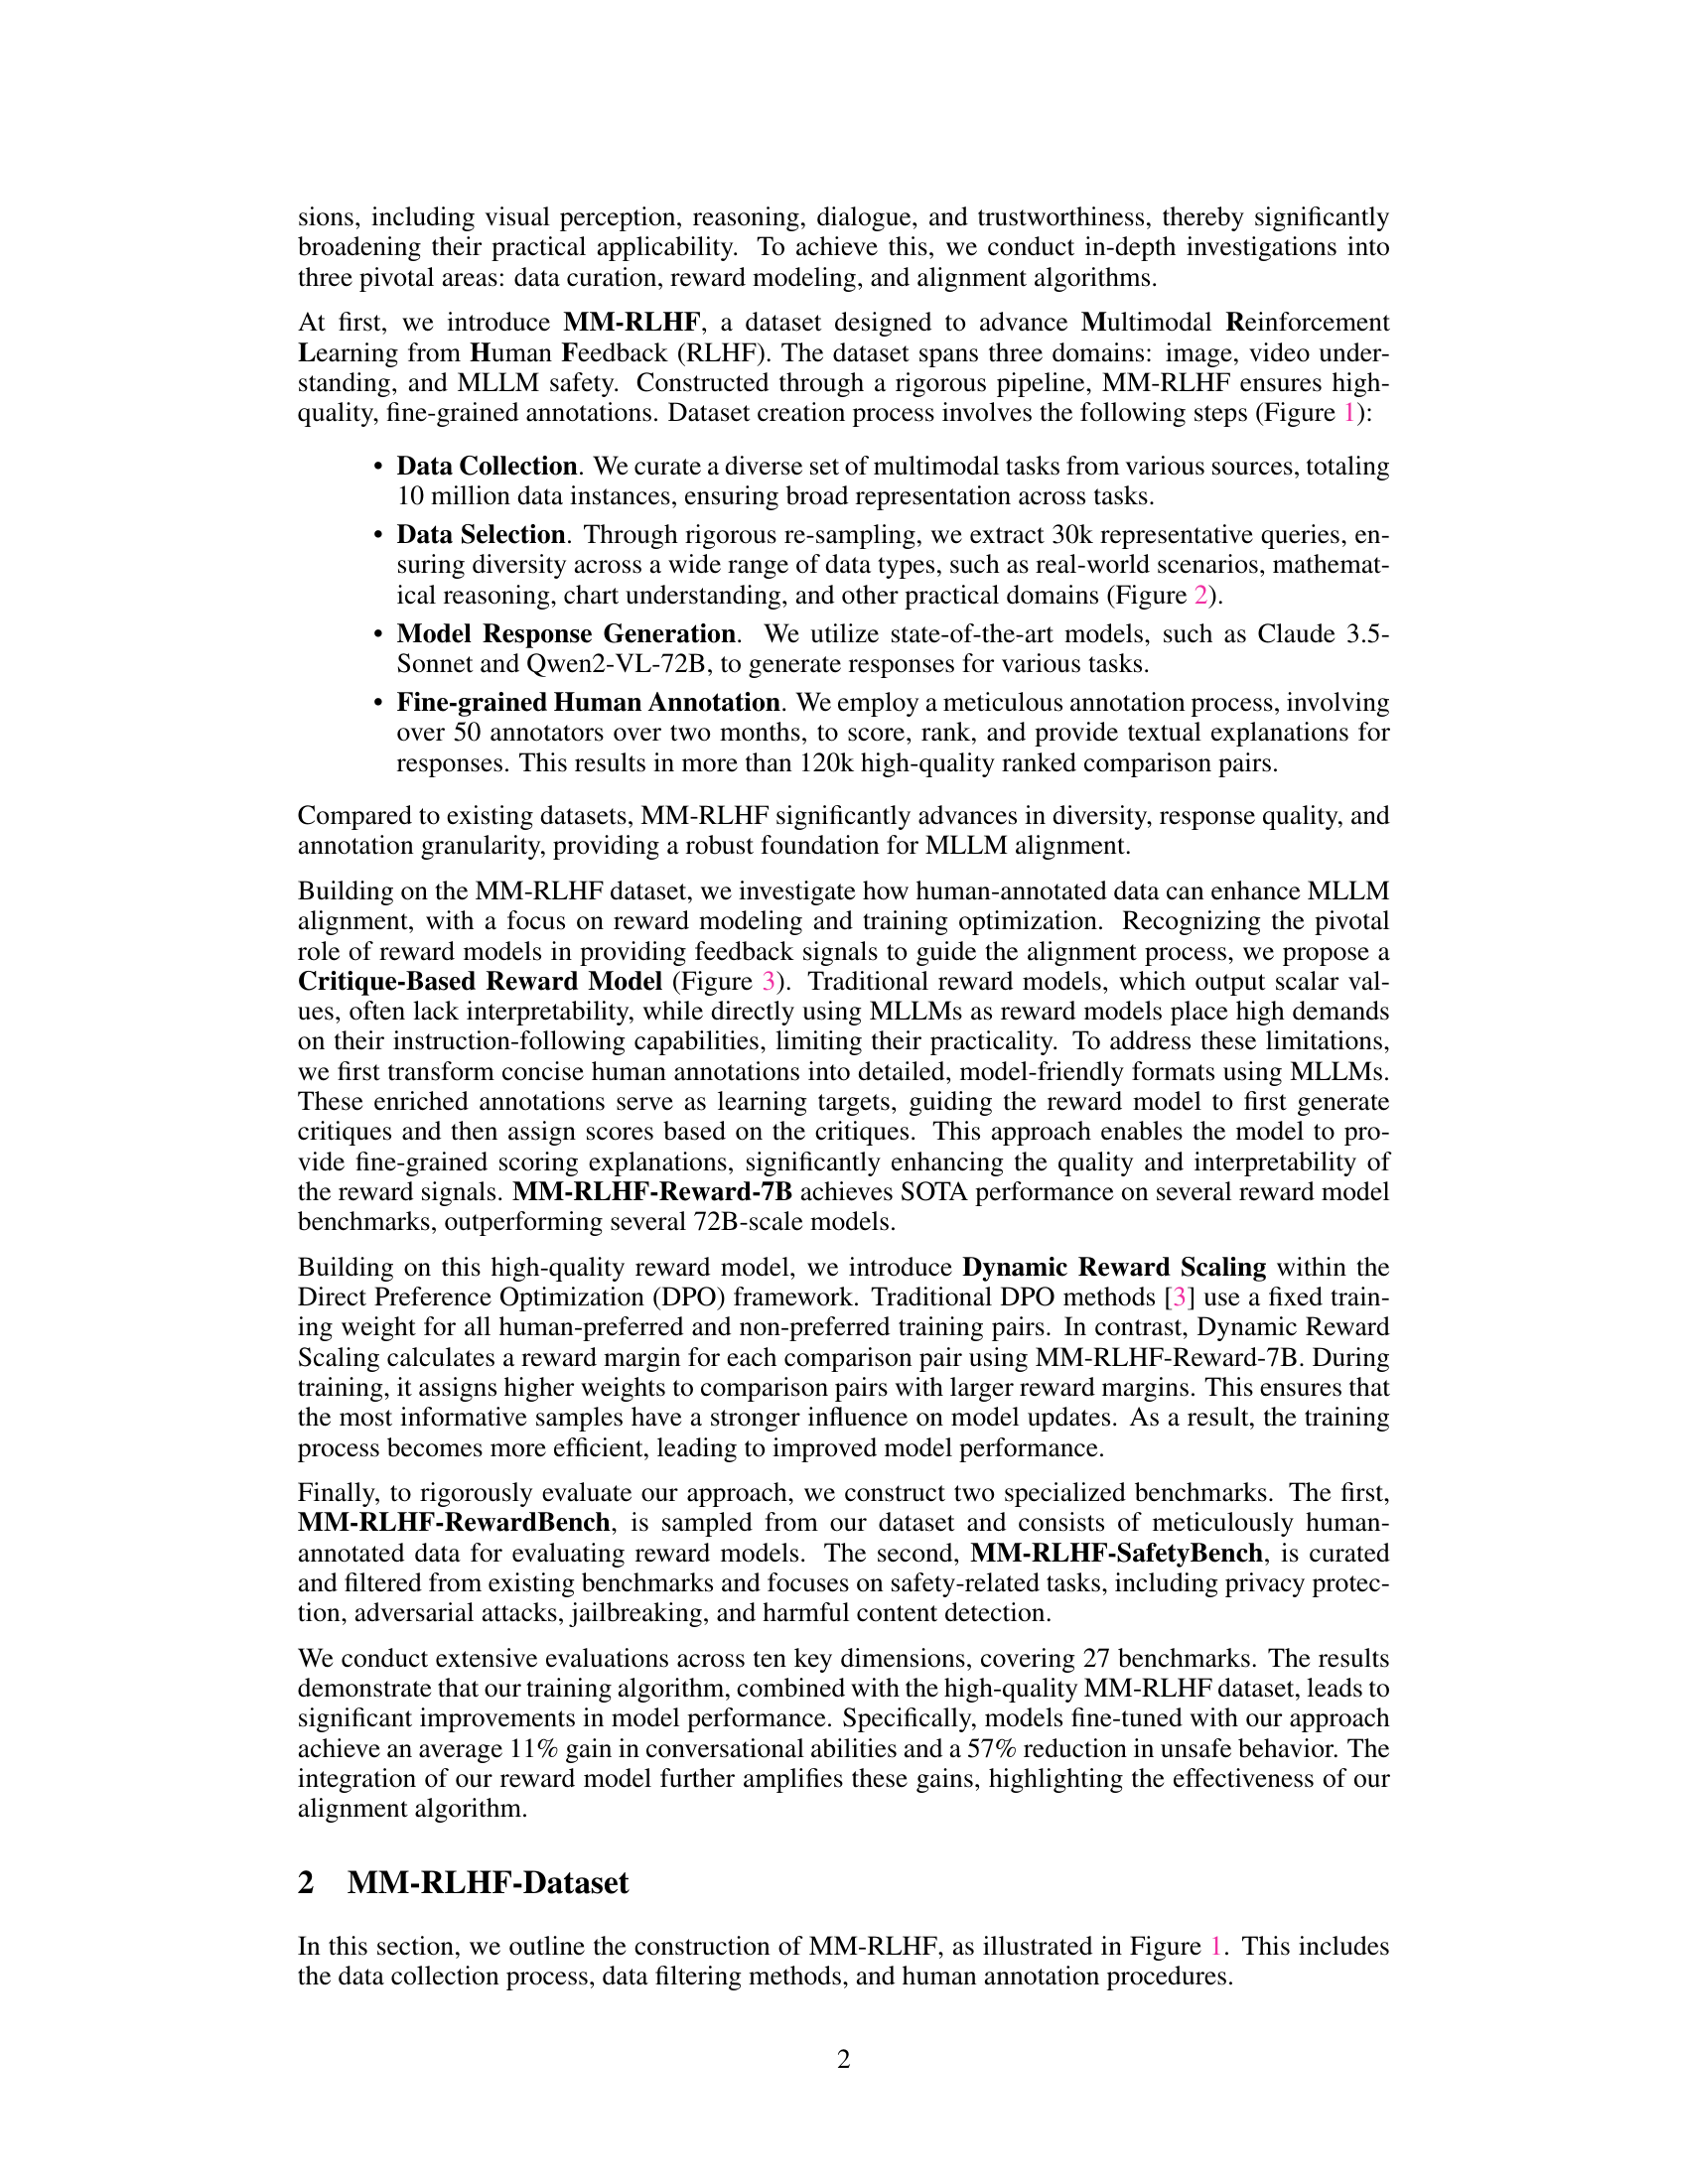 sions, including visual perception, reasoning, dialogue, and trustworthiness, thereby significantly
broadening their practical applicability. To achieve this, we conduct in-depth investigations into
three pivotal areas: data curation, reward modeling, and alignment algorithms.
At first, we introduce MM-RLHF, a dataset designed to advance Multimodal Reinforcement
Learning from Human Feedback (RLHF). The dataset spans three domains: image, video under-
standing, and MLLM safety. Constructed through a rigorous pipeline, MM-RLHF ensures high-
quality, fine-grained annotations. Dataset creation process involves the following steps (Figure 1):
• Data Collection. We curate a diverse set of multimodal tasks from various sources, totaling
10 million data instances, ensuring broad representation across tasks.
• Data Selection. Through rigorous re-sampling, we extract 30k representative queries, en-
suring diversity across a wide range of data types, such as real-world scenarios, mathemat-
ical reasoning, chart understanding, and other practical domains (Figure 2).
• Model Response Generation. We utilize state-of-the-art models, such as Claude 3.5-
Sonnet and Qwen2-VL-72B, to generate responses for various tasks.
• Fine-grained Human Annotation. We employ a meticulous annotation process, involving
over 50 annotators over two months, to score, rank, and provide textual explanations for
responses. This results in more than 120k high-quality ranked comparison pairs.
Compared to existing datasets, MM-RLHF significantly advances in diversity, response quality, and
annotation granularity, providing a robust foundation for MLLM alignment.
Building on the MM-RLHF dataset, we investigate how human-annotated data can enhance MLLM
alignment, with a focus on reward modeling and training optimization. Recognizing the pivotal
role of reward models in providing feedback signals to guide the alignment process, we propose a
Critique-Based Reward Model (Figure 3). Traditional reward models, which output scalar val-
ues, often lack interpretability, while directly using MLLMs as reward models place high demands
on their instruction-following capabilities, limiting their practicality. To address these limitations,
we first transform concise human annotations into detailed, model-friendly formats using MLLMs.
These enriched annotations serve as learning targets, guiding the reward model to first generate
critiques and then assign scores based on the critiques. This approach enables the model to pro-
vide fine-grained scoring explanations, significantly enhancing the quality and interpretability of
the reward signals. MM-RLHF-Reward-7B achieves SOTA performance on several reward model
benchmarks, outperforming several 72B-scale models.
Building on this high-quality reward model, we introduce Dynamic Reward Scaling within the
Direct Preference Optimization (DPO) framework. Traditional DPO methods [3] use a fixed train-
ing weight for all human-preferred and non-preferred training pairs. In contrast, Dynamic Reward
Scaling calculates a reward margin for each comparison pair using MM-RLHF-Reward-7B. During
training, it assigns higher weights to comparison pairs with larger reward margins. This ensures that
the most informative samples have a stronger influence on model updates. As a result, the training
process becomes more efficient, leading to improved model performance.
Finally, to rigorously evaluate our approach, we construct two specialized benchmarks. The first,
MM-RLHF-RewardBench, is sampled from our dataset and consists of meticulously human-
annotated data for evaluating reward models. The second, MM-RLHF-SafetyBench, is curated
and filtered from existing benchmarks and focuses on safety-related tasks, including privacy protec-
tion, adversarial attacks, jailbreaking, and harmful content detection.
We conduct extensive evaluations across ten key dimensions, covering 27 benchmarks. The results
demonstrate that our training algorithm, combined with the high-quality MM-RLHF dataset, leads to
significant improvements in model performance. Specifically, models fine-tuned with our approach
achieve an average 11% gain in conversational abilities and a 57% reduction in unsafe behavior. The
integration of our reward model further amplifies these gains, highlighting the effectiveness of our
alignment algorithm.
2 MM-RLHF-Dataset
In this section, we outline the construction of MM-RLHF, as illustrated in Figure 1. This includes
the data collection process, data filtering methods, and human annotation procedures.
2